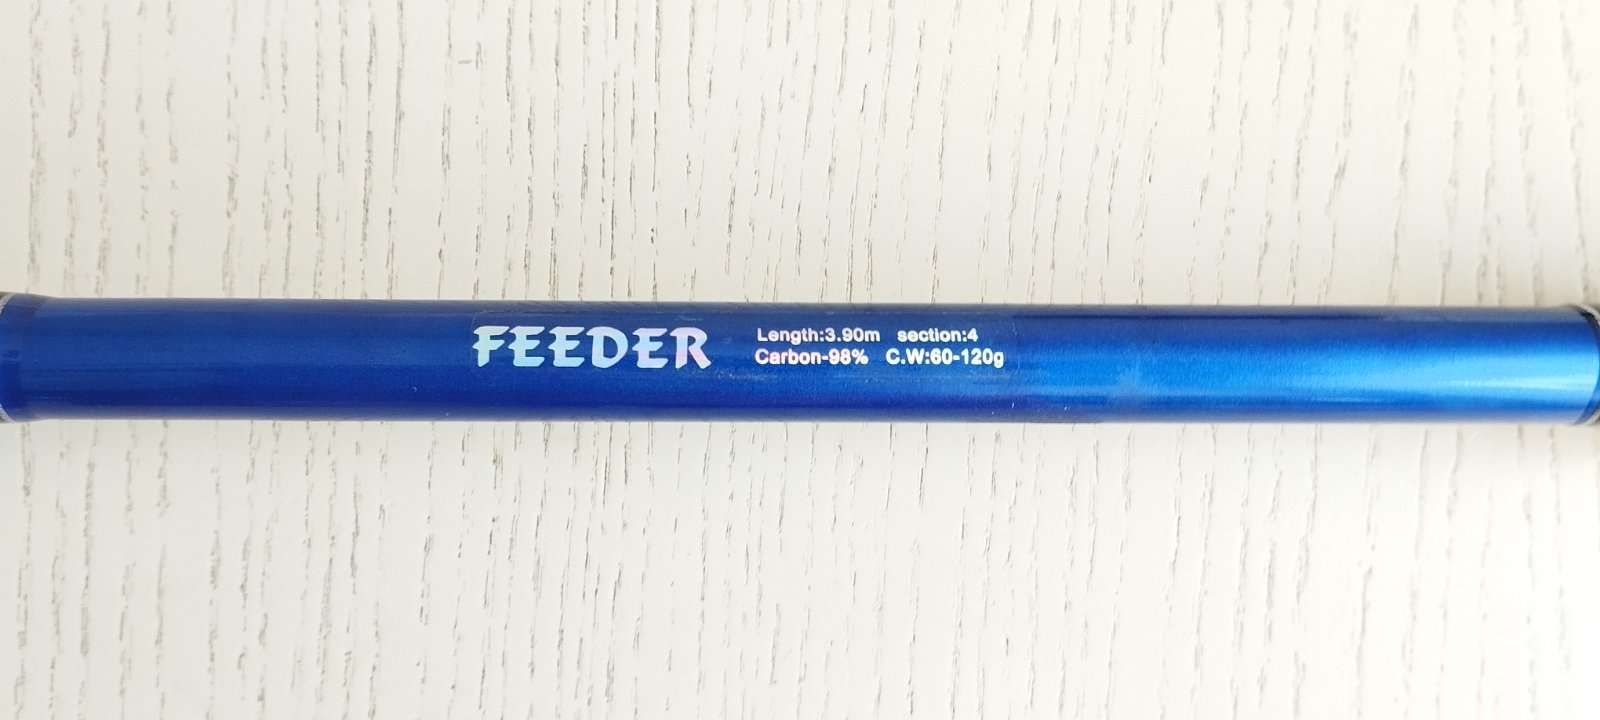 FEEDER
Length:3.90m section:4
Carbon-98% C.W:60-120g